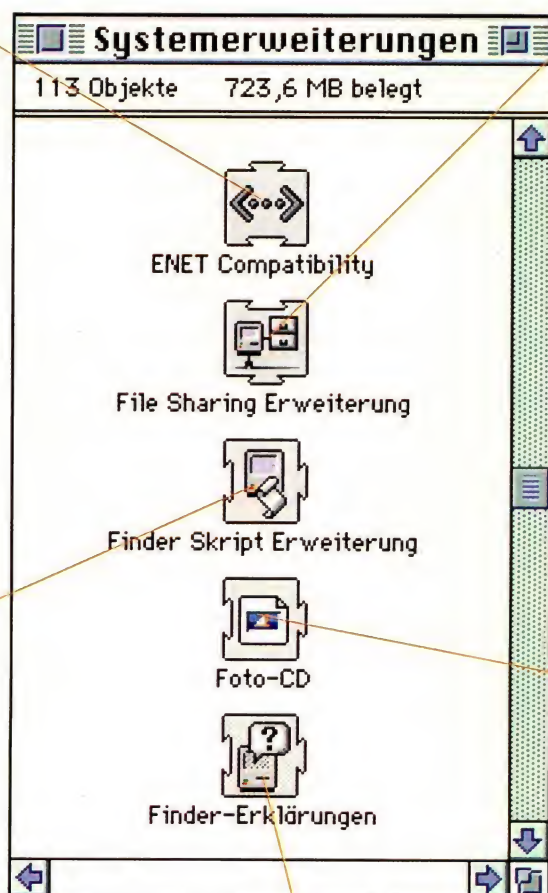 Systemerweiterungen
113 Objekte 723,6 MB belegt
ENET Compatibility
File Sharing Erweiterung
Finder Skript Erweiterung
Foto-CD
?
Finder-Erklärungen